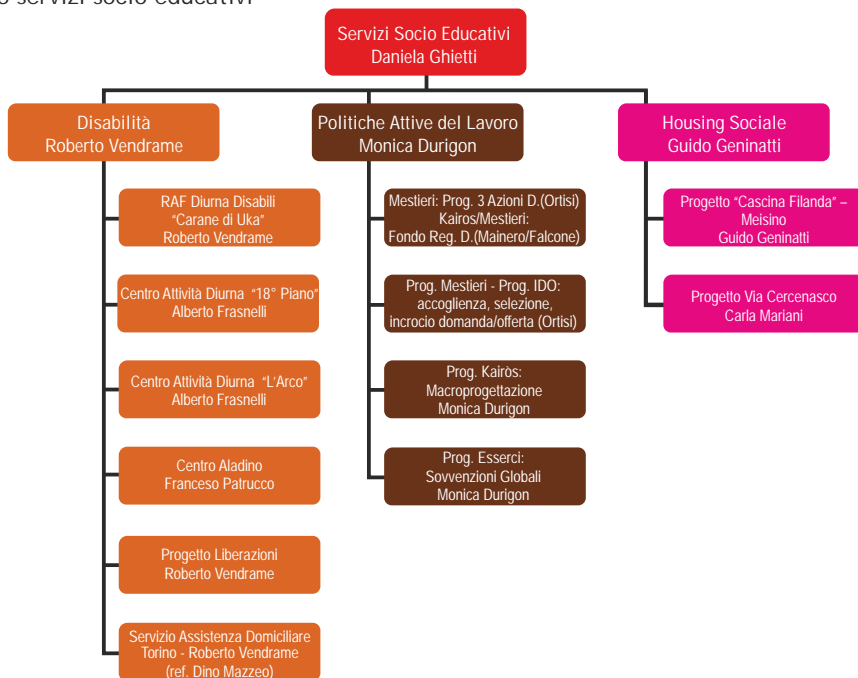 servizi socio educativi
Servizi Socio Educativi
Daniela Ghietti
Disabilità
Roberto Vendrame
RAF Diurna Disabili
“Carane di Uka”
Roberto Vendrame
Centro Attività Diurna “18° Piano”
Alberto Frasnelli
Centro Attività Diurna “L’Arco”
Alberto Frasnelli
Centro Aladino
Franceso Patrucco
Progetto Liberazioni
Roberto Vendrame
Servizio Assistenza Domiciliare
Torino - Roberto Vendrame
(ref. Dino Mazzeo)
Politiche Attive del Lavoro
Monica Durigon
Mestieri: Prog. 3 Azioni D.(Ortisi)
Kairos/Mestieri:
Fondo Reg. D.(Mainero/Falcone)
Prog. Mestieri - Prog. IDO:
accoglienza, selezione,
incrocio domanda/offerta (Ortisi)
Prog. Kairòs:
Macroprogettazione
Monica Durigon
Prog. Esserci:
Sovvenzioni Globali
Monica Durigon
Housing Sociale
Guido Geninatti
Progetto “Cascina Filanda” –
Meisino
Guido Geninatti
Progetto Via Cercenasco
Carla Mariani